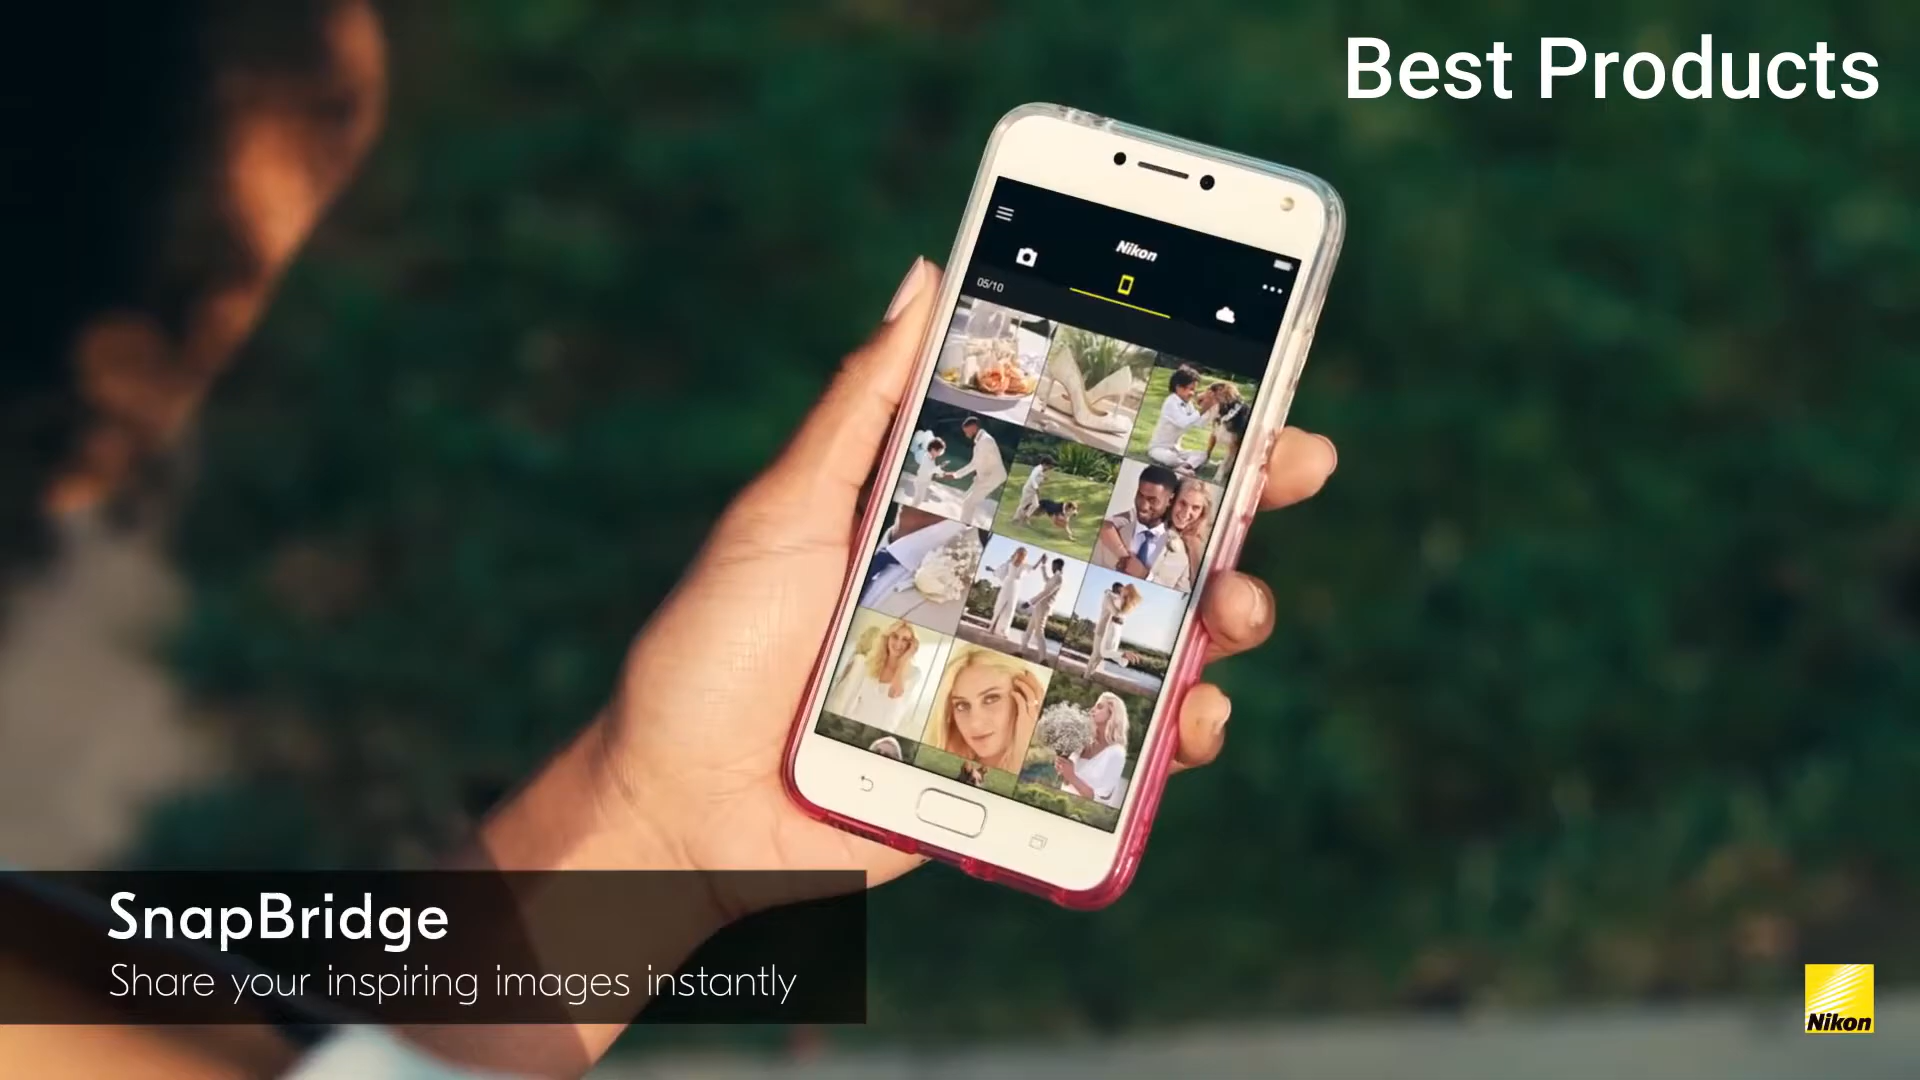 Best Products
Nikon
05/10
SnapBridge
Share your inspiring images instantly
Nikon